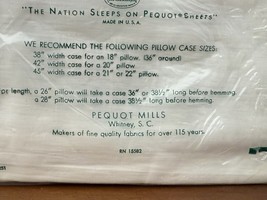 "THE NATION SLEEPS ON PEQUOT SHEETS"
MADE IN U.S.A.
WE RECOMMEND THE FOLLOWING PILLOW CASE SIZES:
38" width case for an 18" pillow. (36" around)
42" width case for a 20" pillow.
45" width case for a 21" or 22" pillow.
length, a 26" pillow will take a case 36" or 38½" long before hemming.
a 28" pillow will take a case 38½" long before hemming.
PEQUOT MILLS
Whitney, S. C.
Makers of fine quality fabrics for over 115 years
RN 15082